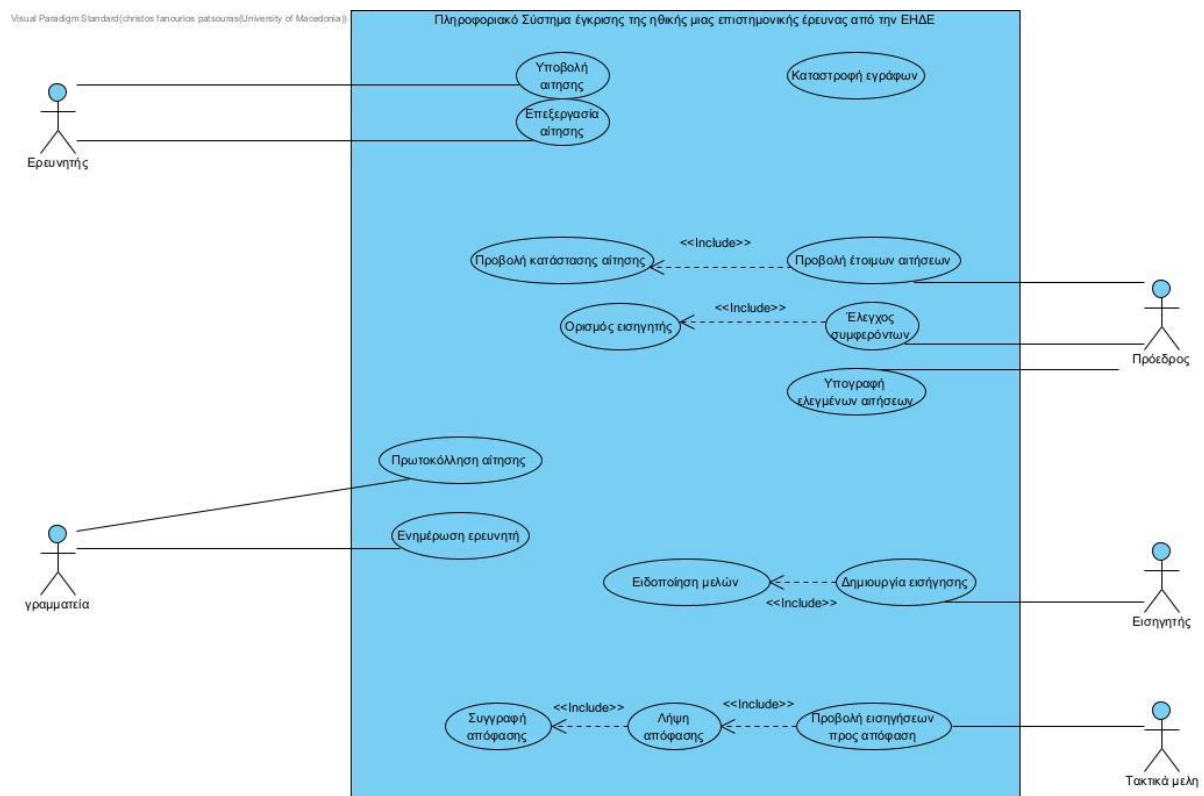 Visual Paradigm Standard(christos fanourios patsouras(University of Macedonia))
Πληροφοριακό Σύστημα έγκρισης της ηθικής μιας επιστημονικής έρευνας από την ΕΗΔΕ
Υποβολή
αιτησης
Καταστροφή εγράφων
Επεξεργασία
αίτησης
Ερευνητής
<<Include>>
Προβολή κατάστασης αίτησης
Προβολή έτοιμων αιτήσεων
<<Include>>
Ορισμός εισηγητής
Έλεγχος
συμφερόντων
Πρόεδρος
Υπογραφή
ελεγμένων αιτήσεων
Πρωτοκόλληση αίτησης
Ενημέρωση ερευνητή
γραμματεία
Ειδοποίηση μελών
Δημιουργία εισήγησης
<<Include>>
Εισηγητής
<<Include>>
<<Include>>
Συγγραφή
απόφασης
Λήψη
απόφασης
Προβολή εισηγήσεων
προς απόφαση
Τακτικά μελη